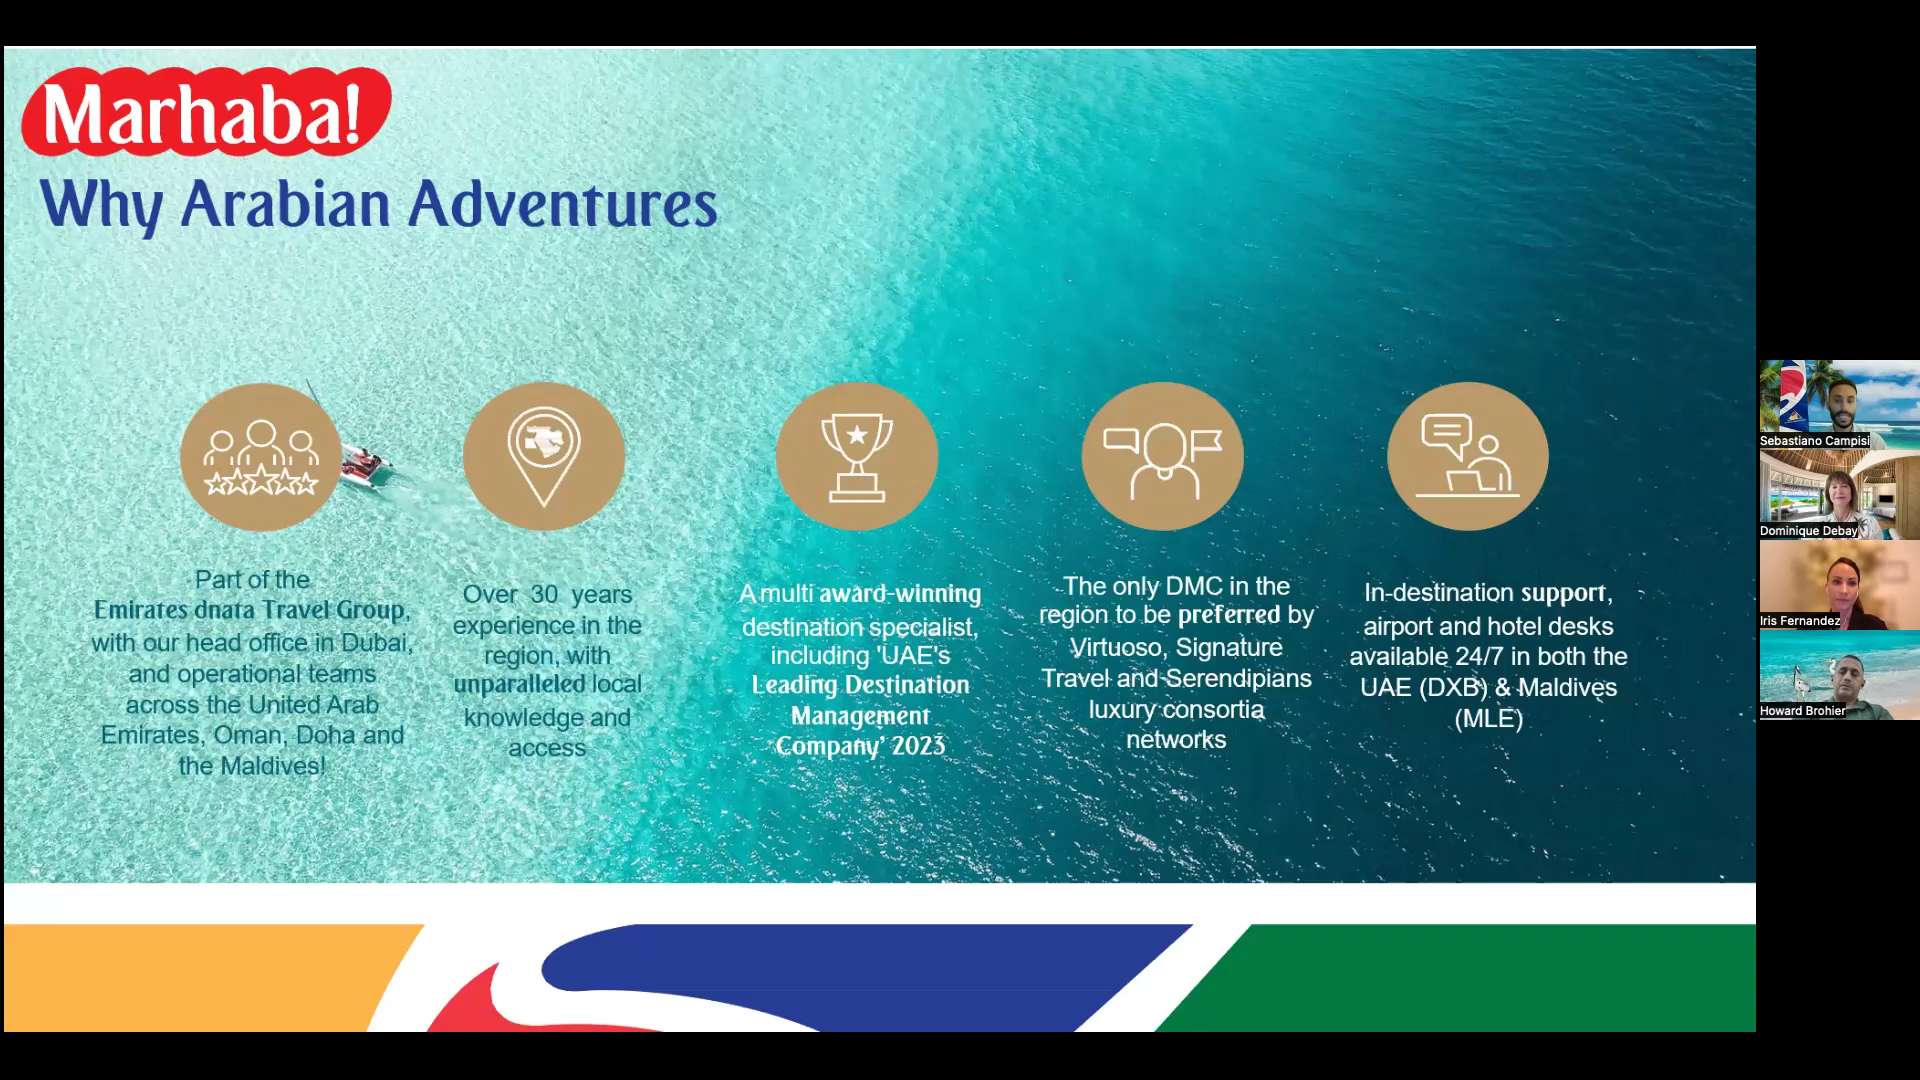 Marhaba!
Why Arabian Adventures
Part of the
Emirates dnata Travel Group,
with our head office in Dubai,
and operational teams
across the United Arab
Emirates, Oman, Doha and
the Maldives!
Over 30 years
experience in the
region, with
unparalleled local
knowledge and
access
A multi award-winning
destination specialist,
including 'UAE's
Leading Destination
Management
Company' 2023
The only DMC in the
region to be preferred by
Virtuoso, Signature
Travel and Serendipians
luxury consortia
networks
In-destination support,
airport and hotel desks
available 24/7 in both the
UAE (DXB) & Maldives
(MLE)
Sebastiano Campisi
Dominique Debay
Iris Fernandez
Howard Brohier